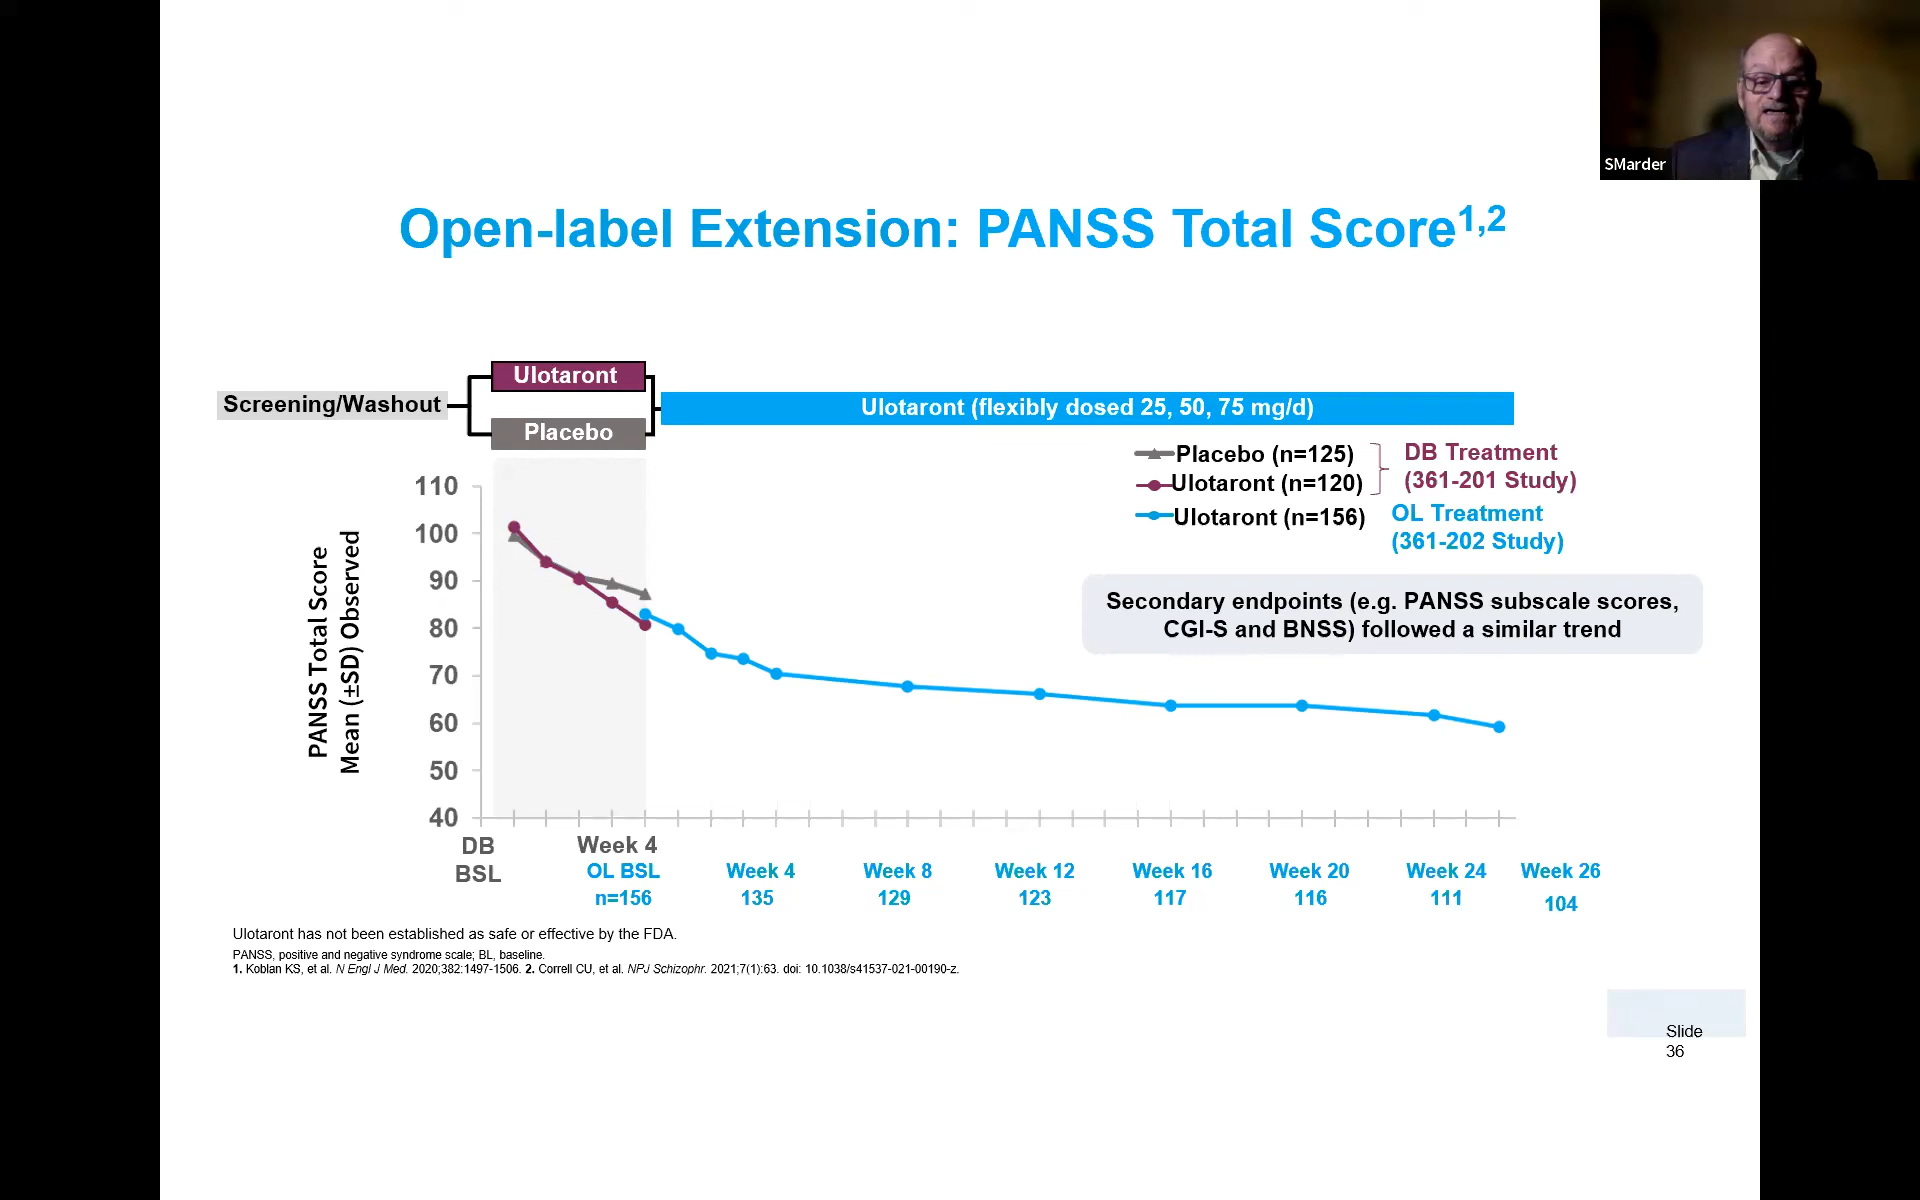 SMarder
Open-label Extension: PANSS Total Score1,2
Ulotaront
Screening/Washout
Placebo
Ulotaront (flexibly dosed 25, 50, 75 mg/d)
Placebo (n=125)
Ulotaront (n=120)
DB Treatment
(361-201 Study)
Ulotaront (n=156)
OL Treatment
(361-202 Study)
Secondary endpoints (e.g. PANSS subscale scores,
CGI-S and BNSS) followed a similar trend
PANSS Total Score
Mean (±SD) Observed
110
100
90
80
70
60
50
40
DB
BSL
Week 4
OL BSL
n=156
Week 4
135
Week 8
129
Week 12
123
Week 16
117
Week 20
116
Week 24
111
Week 26
104
Ulotaront has not been established as safe or effective by the FDA.
PANSS, positive and negative syndrome scale; BL, baseline.
1. Koblan KS, et al. N Engl J Med. 2020;382:1497-1506. 2. Correll CU, et al. NPJ Schizophr. 2021;7(1):63. doi: 10.1038/s41537-021-00190-z.
Slide
36